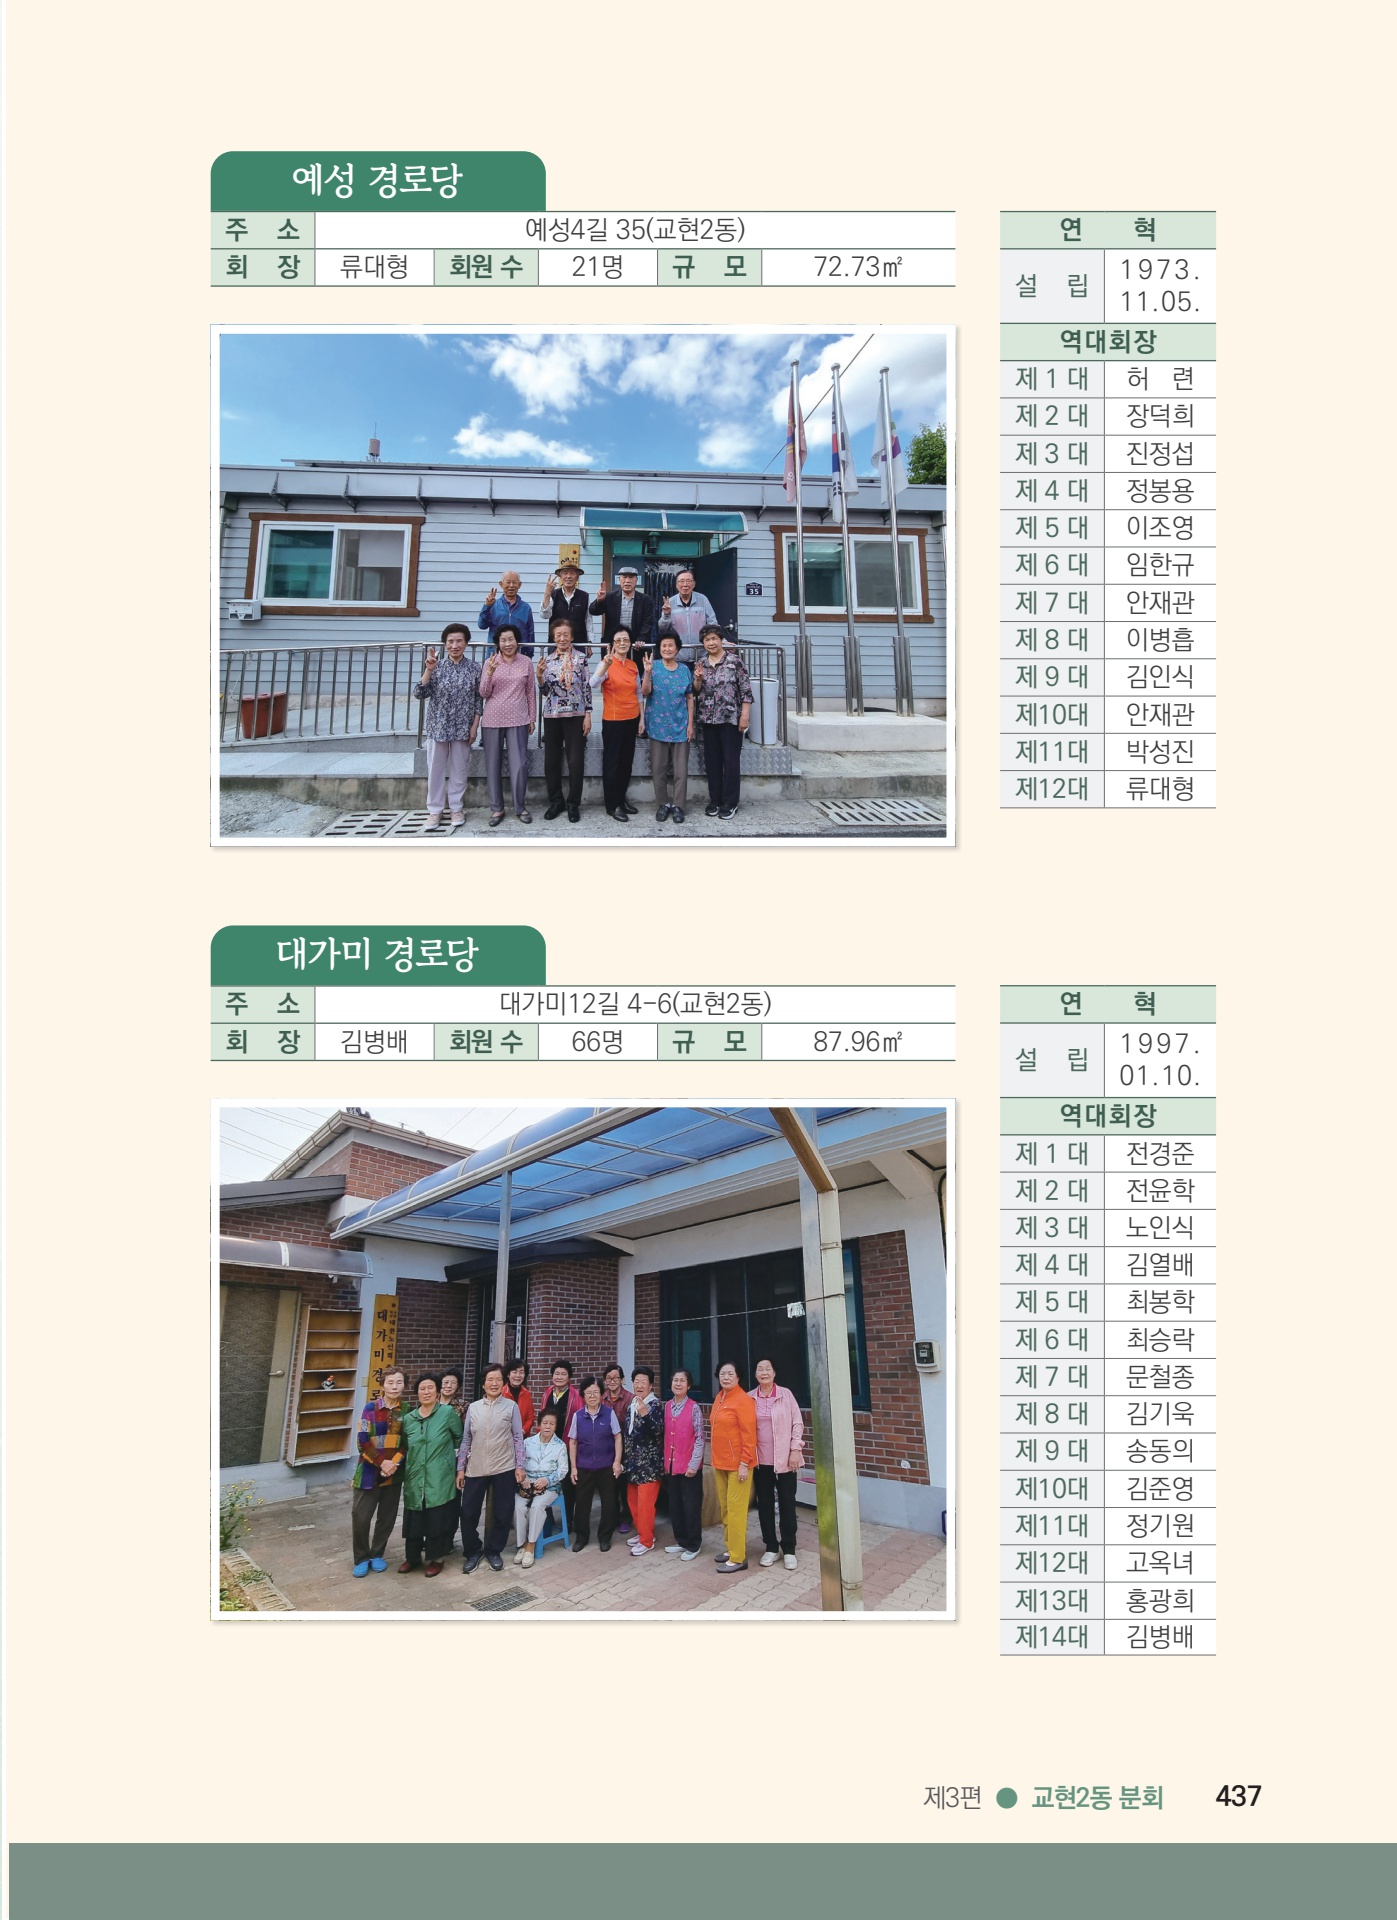 예성 경로당
주 소 예성4길 35(교현2동)
회 장 류대형 회원 수 21명 규 모 72.73㎡
연 혁
설 립 1973. 11.05.
역대회장
제 1 대 허 련
제 2 대 장덕희
제 3 대 진정섭
제 4 대 정봉용
제 5 대 이조영
제 6 대 임한규
제 7 대 안재관
제 8 대 이병흡
제 9 대 김인식
제10대 안재관
제11대 박성진
제12대 류대형
35
대가미 경로당
주 소 대가미12길 4-6(교현2동)
회 장 김병배 회원 수 66명 규 모 87.96㎡
연 혁
설 립 1997. 01.10.
역대회장
제 1 대 전경준
제 2 대 전윤학
제 3 대 노인식
제 4 대 김열배
제 5 대 최봉학
제 6 대 최승락
제 7 대 문철종
제 8 대 김기욱
제 9 대 송동의
제10대 김준영
제11대 정기원
제12대 고옥녀
제13대 홍광희
제14대 김병배
대가미경로
제3편 ● 교현2동 분회 437